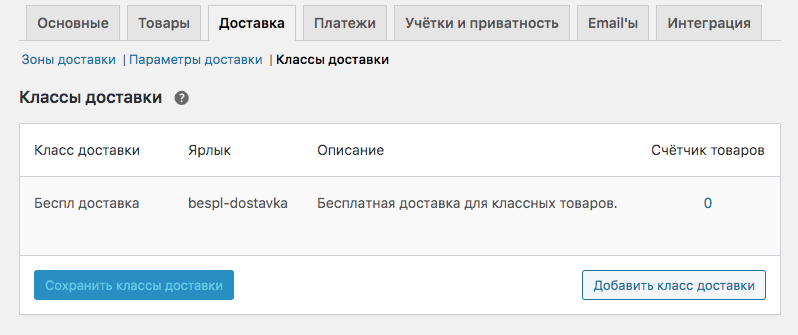 Основные Товары Доставка Платежи Учётки и приватность Email'ы Интеграция
Зоны доставки | Параметры доставки | Классы доставки
Классы доставки ?
Класс доставки Ярлык Описание Счётчик товаров
Беспл доставка bespl-dostavka Бесплатная доставка для классных товаров. 0
Сохранить классы доставки Добавить класс доставки